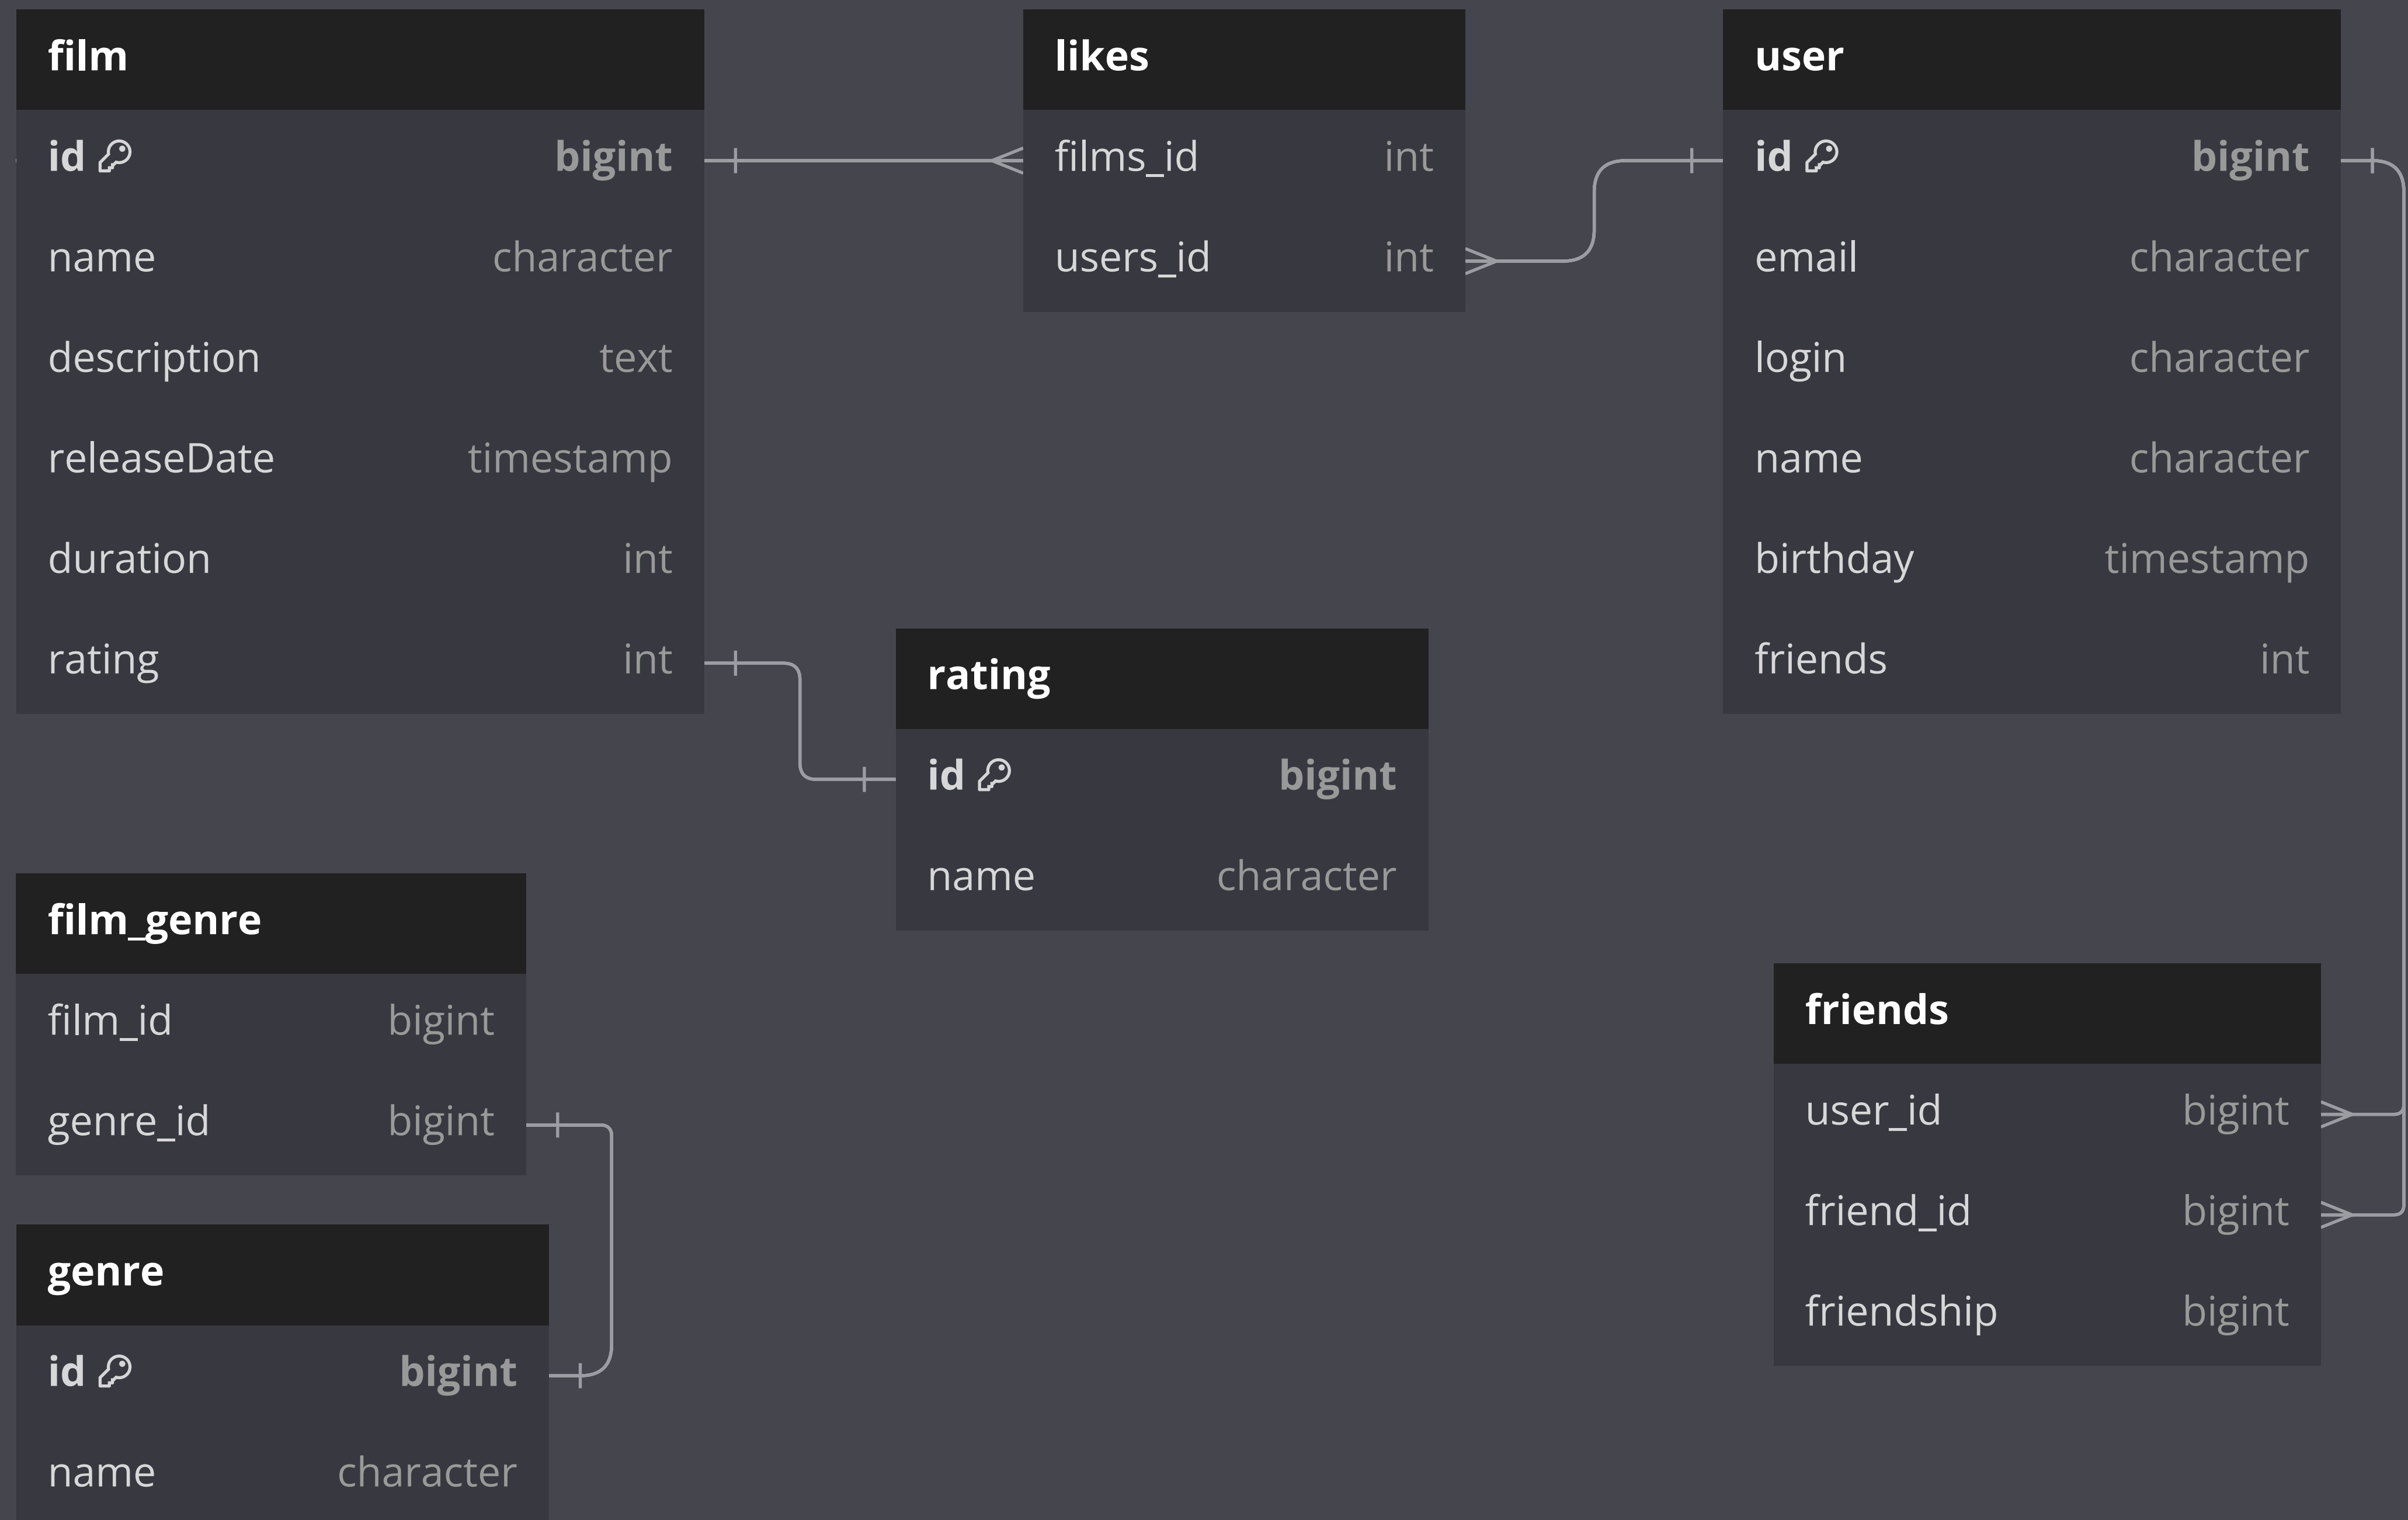 film
id bigint
name character
description text
releaseDate timestamp
duration int
rating int
likes
films_id int
users_id int
user
id bigint
email character
login character
name character
birthday timestamp
friends int
rating
id bigint
name character
film_genre
film_id bigint
genre_id bigint
genre
id bigint
name character
friends
user_id bigint
friend_id bigint
friendship bigint